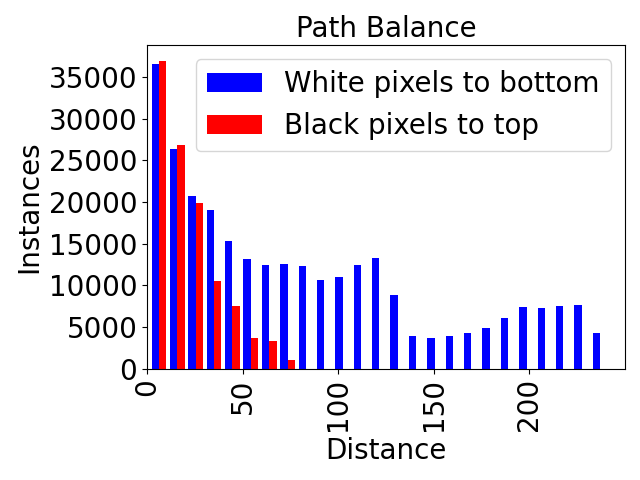 Path Balance
White pixels to bottom
Black pixels to top
Instances
35000
30000
25000
20000
15000
10000
5000
0
0
50
100
150
200
Distance